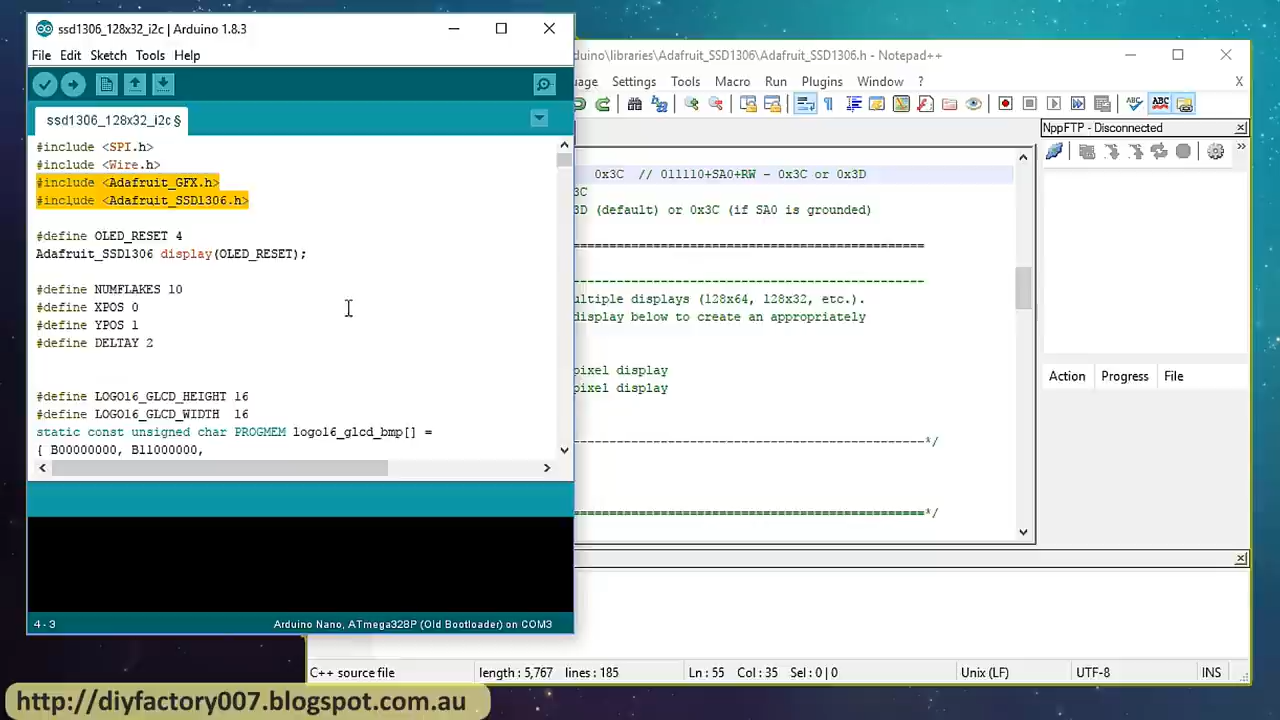 ssd1306_128x32_i2c | Arduino 1.8.3
File Edit Sketch Tools Help
ssd1306_128x32_i2c §
#include <SPI.h>
#include <Wire.h>
#include <Adafruit_GFX.h>
#include <Adafruit_SSD1306.h>
#define OLED_RESET 4
Adafruit_SSD1306 display(OLED_RESET);
#define NUMFLAKES 10
#define XPOS 0
#define YPOS 1
#define DELTAY 2
#define LOGO16_GLCD_HEIGHT 16
#define LOGO16_GLCD_WIDTH  16
static const unsigned char PROGMEM logo16_glcd_bmp[] =
{ B00000000, B11000000,
4 - 3
Arduino Nano, ATmega328P (Old Bootloader) on COM3
duino\libraries\Adafruit_SSD1306\Adafruit_SSD1306.h - Notepad++
uage Settings Tools Macro Run Plugins Window ? X
ABC ABC
NppFTP - Disconnected
0x3C // 011110+SA0+RW - 0x3C or 0x3D
3C
3D (default) or 0x3C (if SA0 is grounded)
=================================================
-------------------------------------------------
ultiple displays (128x64, 128x32, etc.).
display below to create an appropriately
pixel display
pixel display
-------------------------------------------------*/
=================================================*/
Action Progress File
C++ source file length : 5,767 lines : 185 Ln : 55 Col : 35 Sel : 0 | 0 Unix (LF) UTF-8 INS
http://diyfactory007.blogspot.com.au